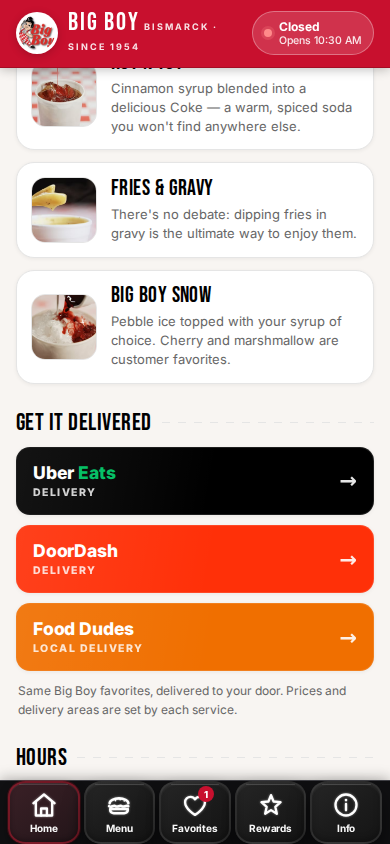 Big Boy
BIG BOY BISMARCK ·
SINCE 1954
Closed
Opens 10:30 AM
Cinnamon syrup blended into a
delicious Coke — a warm, spiced soda
you won't find anywhere else.
FRIES & GRAVY
There's no debate: dipping fries in
gravy is the ultimate way to enjoy them.
BIG BOY SNOW
Pebble ice topped with your syrup of
choice. Cherry and marshmallow are
customer favorites.
GET IT DELIVERED
Uber Eats
DELIVERY
→
DoorDash
DELIVERY
→
Food Dudes
LOCAL DELIVERY
→
Same Big Boy favorites, delivered to your door. Prices and
delivery areas are set by each service.
HOURS
1
Home
Menu
Favorites
Rewards
Info